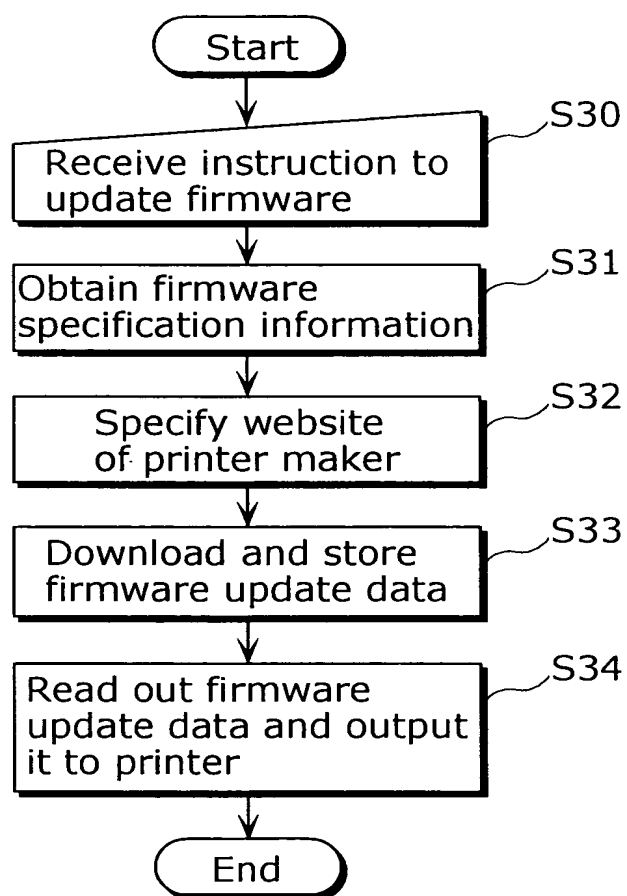 Start
S30
Receive instruction to
update firmware
S31
Obtain firmware
specification information
S32
Specify website
of printer maker
S33
Download and store
firmware update data
S34
Read out firmware
update data and output
it to printer
End